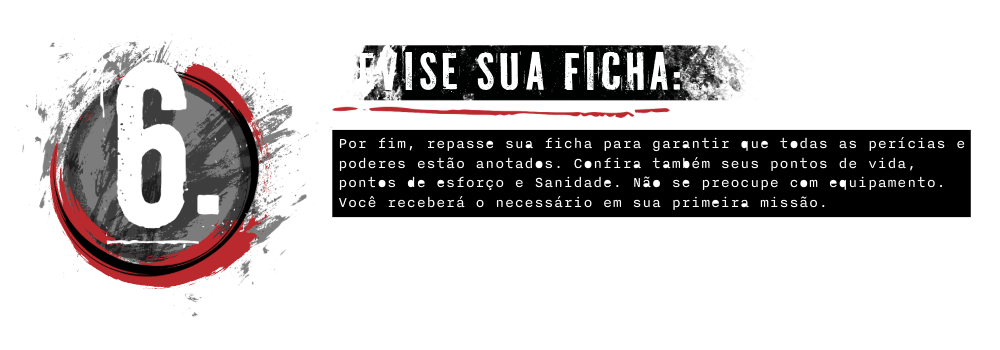 6.
REVISE SUA FICHA:
Por fim, repasse sua ficha para garantir que todas as perícias e
poderes estão anotados. Confira também seus pontos de vida,
pontos de esforço e Sanidade. Não se preocupe com equipamento.
Você receberá o necessário em sua primeira missão.